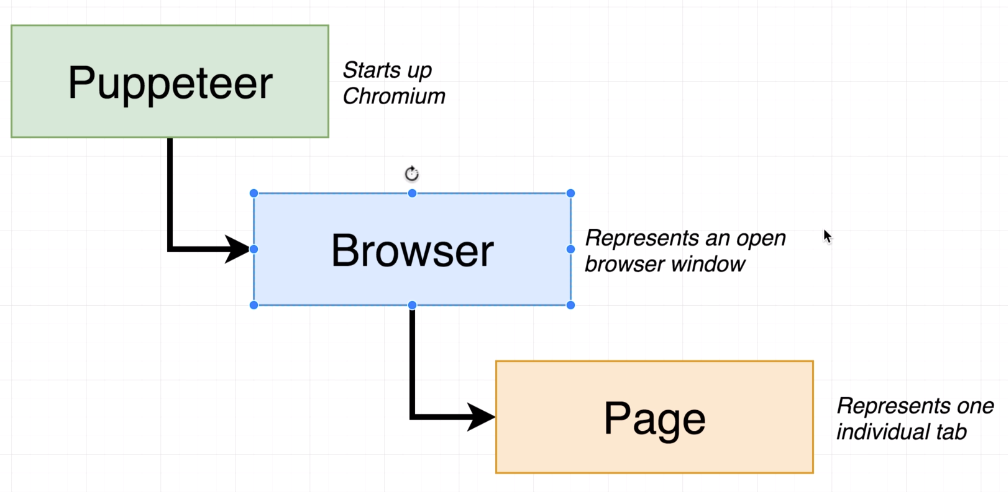 Puppeteer
Starts up
Chromium
Browser
Represents an open
browser window
Page
Represents one
individual tab